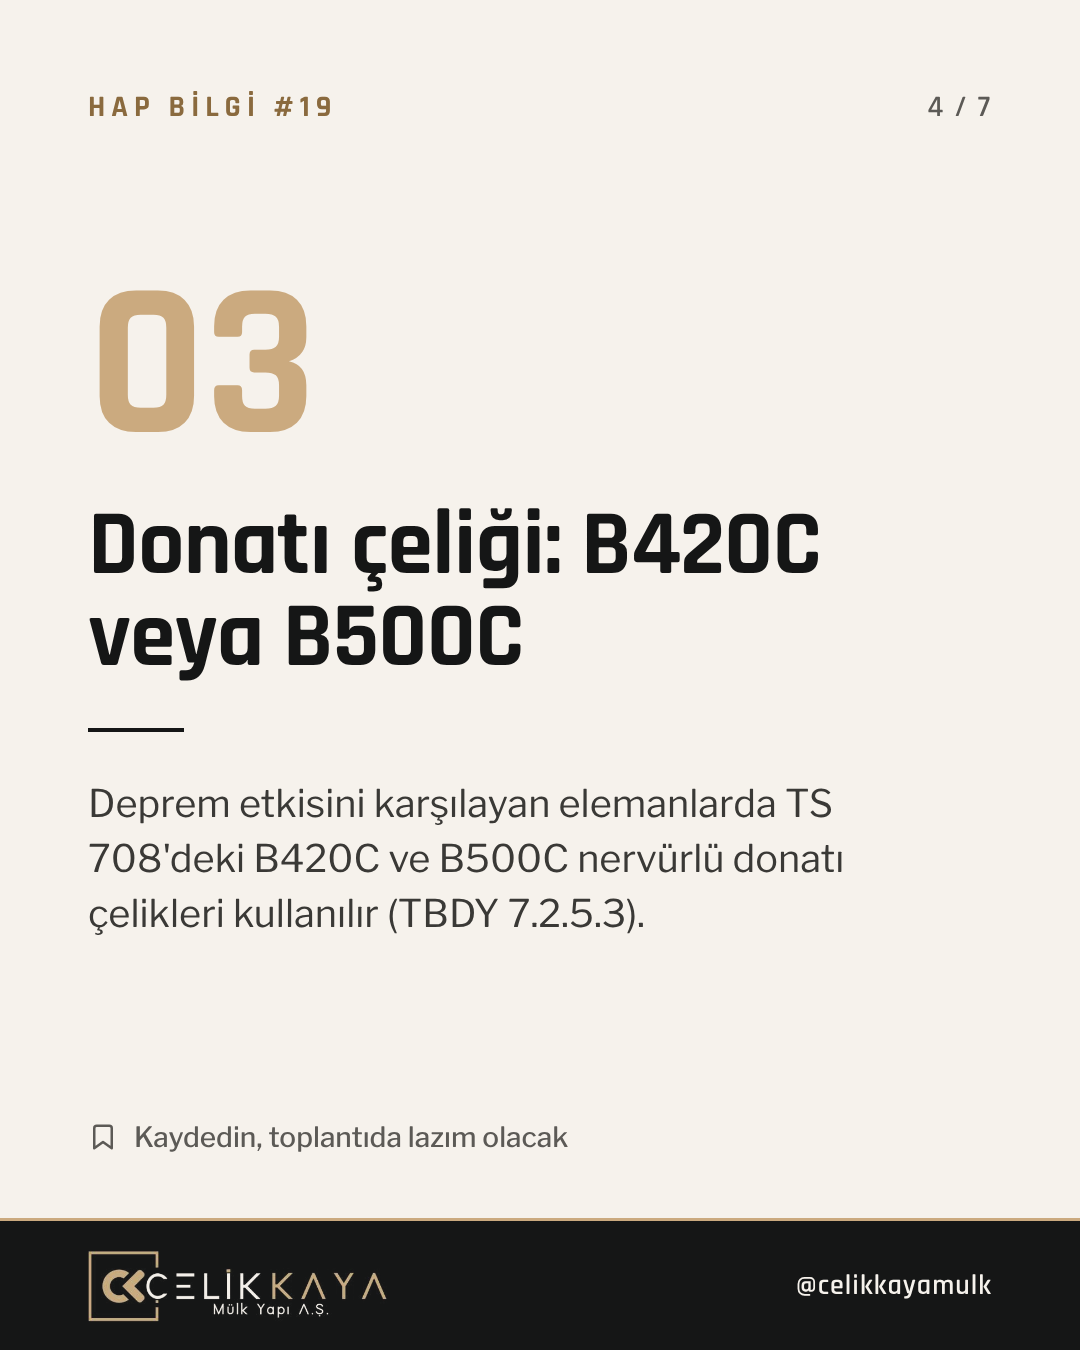 HAP BİLGİ #19
4 / 7
03
Donatı çeliği: B420C
veya B500C
Deprem etkisini karşılayan elemanlarda TS
708'deki B420C ve B500C nervürlü donatı
çelikleri kullanılır (TBDY 7.2.5.3).
Kaydedin, toplantıda lazım olacak
ÇELİKKAYA
Mülk Yapı A.Ş.
@celikkayamulk